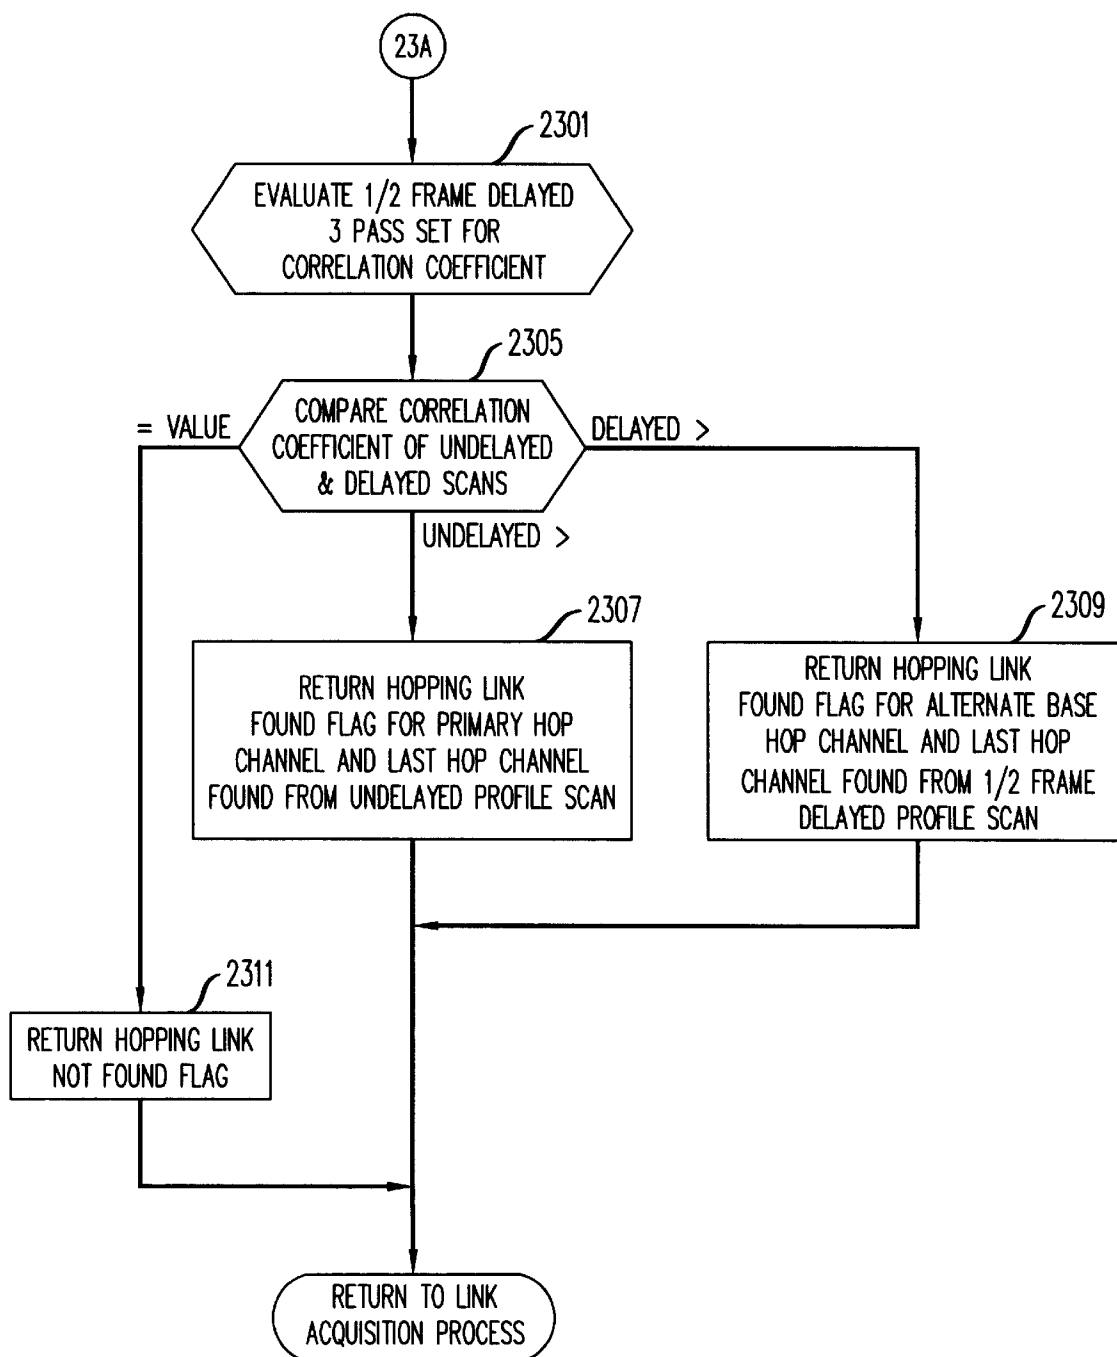 23A
2301
EVALUATE 1/2 FRAME DELAYED
3 PASS SET FOR
CORRELATION COEFFICIENT
2305
COMPARE CORRELATION
COEFFICIENT OF UNDELAYED
& DELAYED SCANS
= VALUE
DELAYED >
UNDELAYED >
2307
RETURN HOPPING LINK
FOUND FLAG FOR PRIMARY HOP
CHANNEL AND LAST HOP CHANNEL
FOUND FROM UNDELAYED PROFILE SCAN
2309
RETURN HOPPING LINK
FOUND FLAG FOR ALTERNATE BASE
HOP CHANNEL AND LAST HOP
CHANNEL FOUND FROM 1/2 FRAME
DELAYED PROFILE SCAN
2311
RETURN HOPPING LINK
NOT FOUND FLAG
RETURN TO LINK
ACQUISITION PROCESS